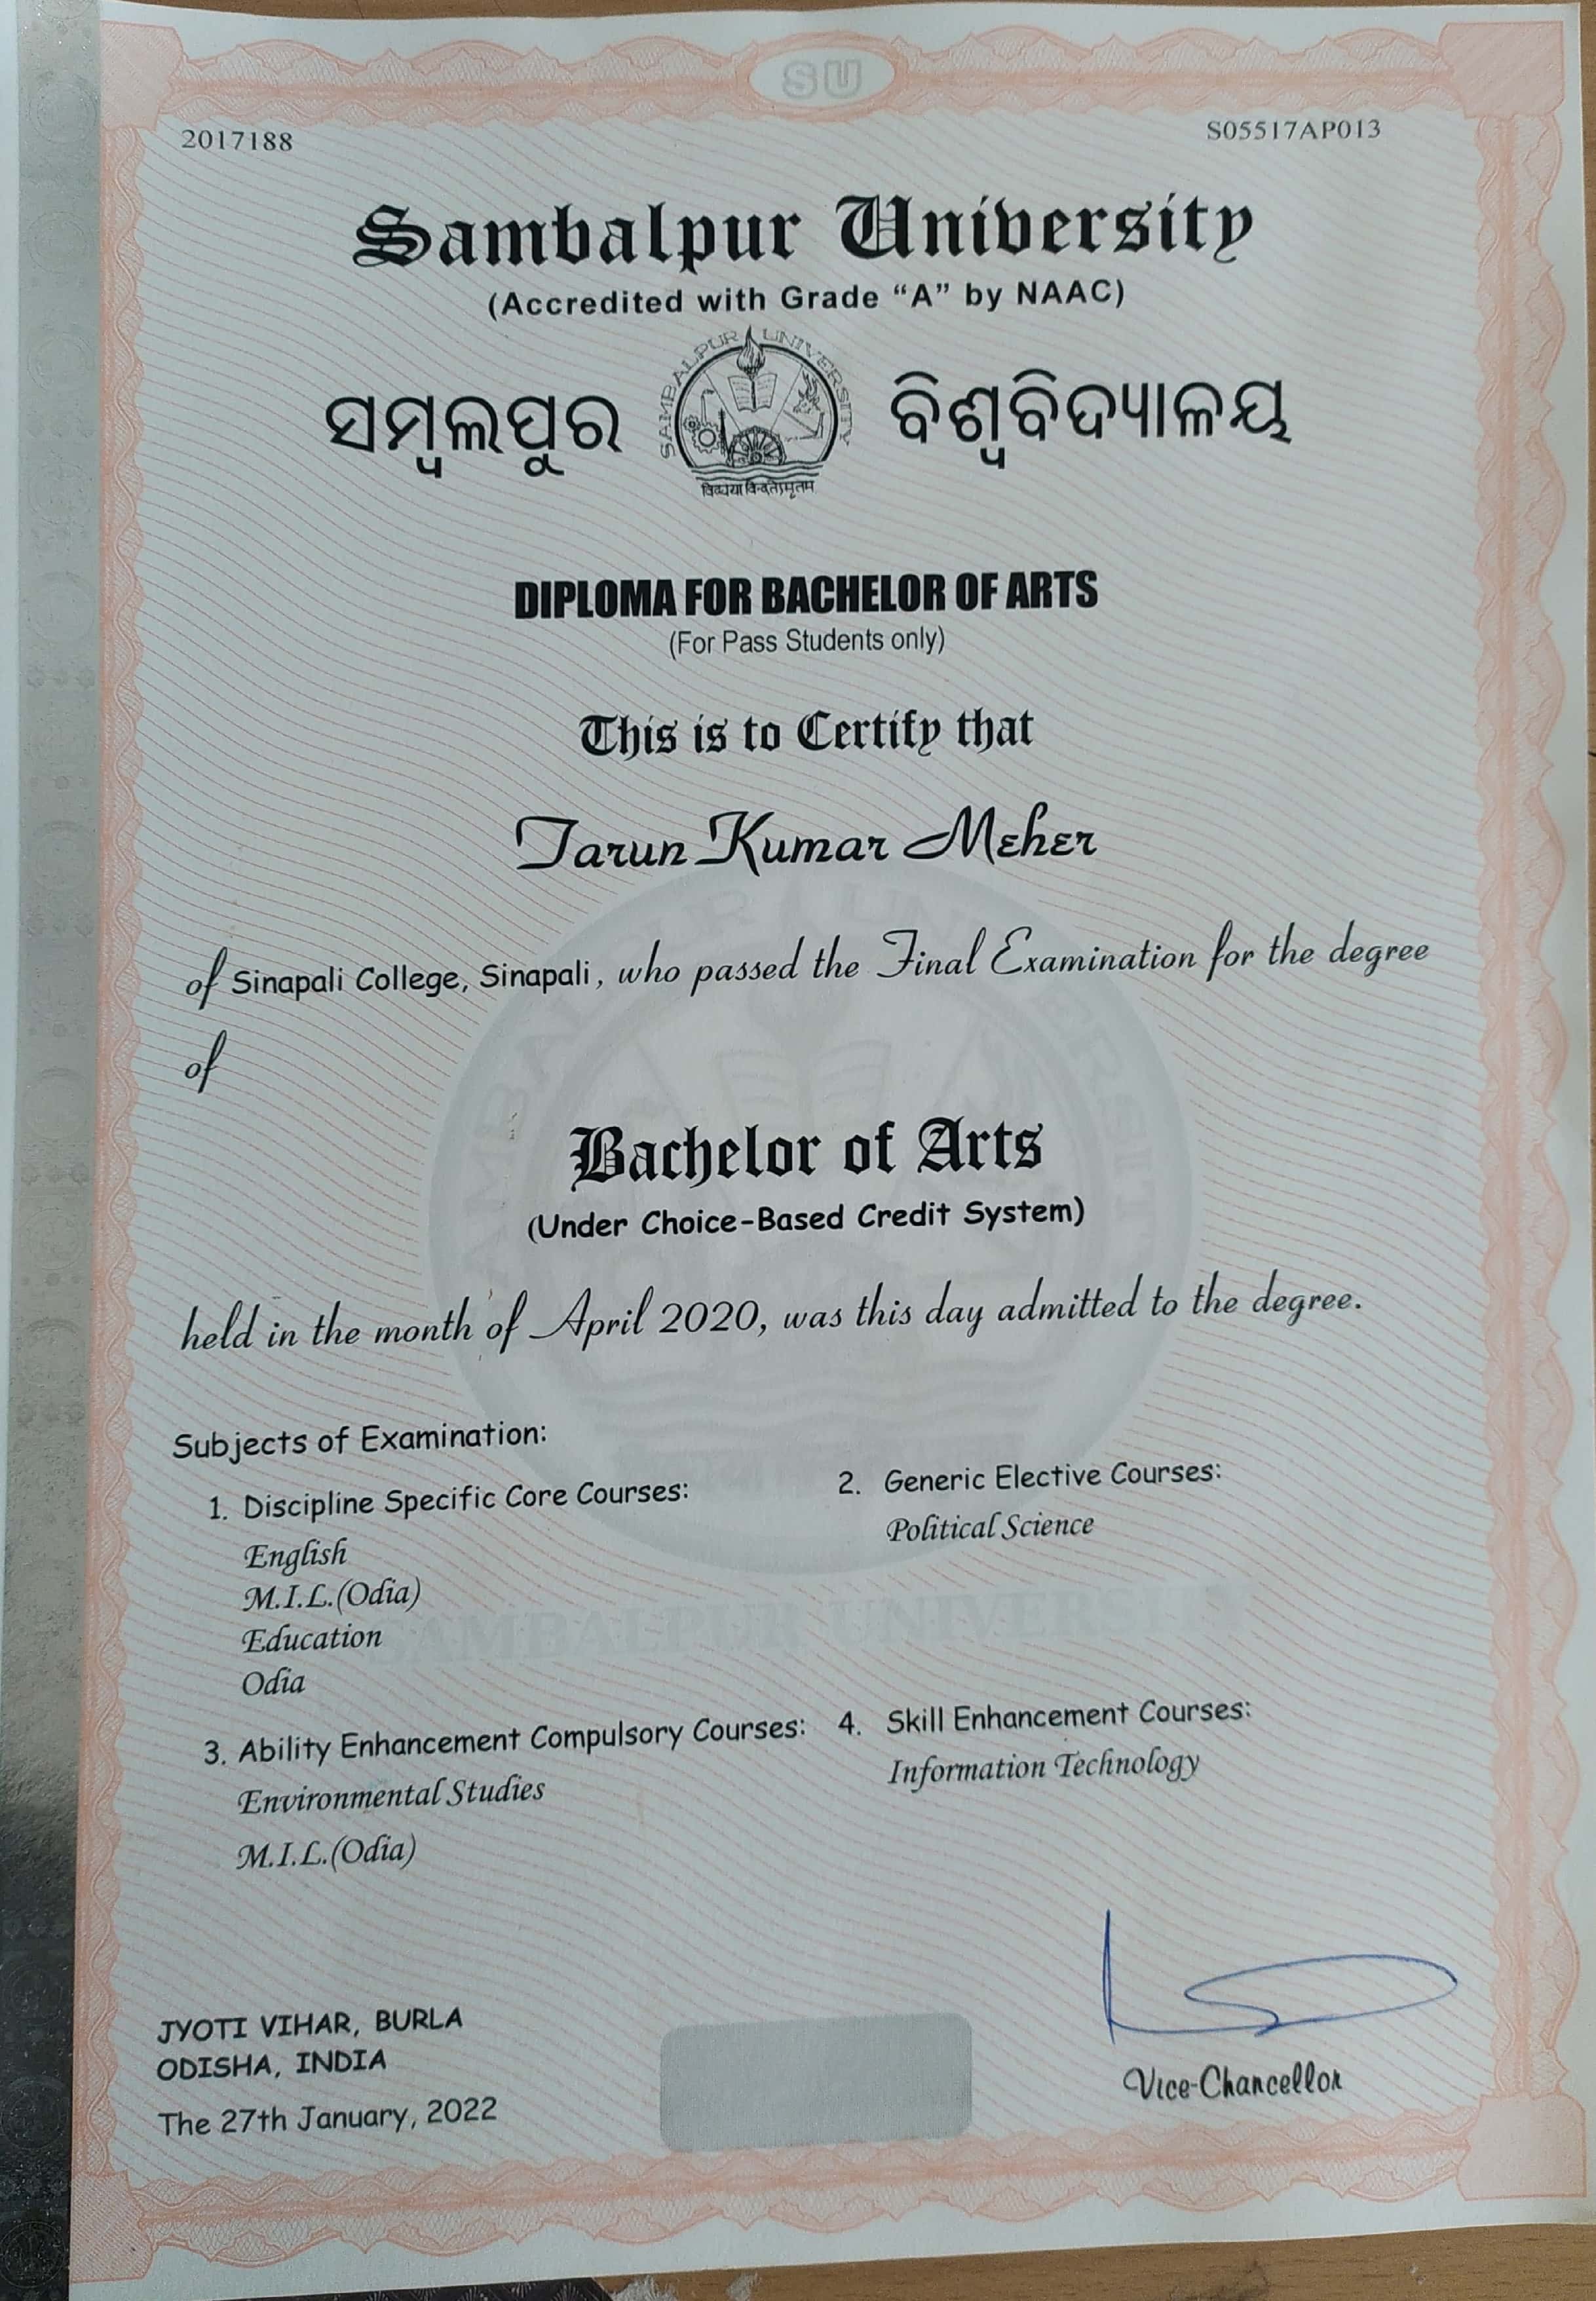 SU
2017188
S05517AP013
Sambalpur University
(Accredited with Grade “A” by NAAC)
SAMBALPUR UNIVERSITY
ସମ୍ବଲପୁର ବିଶ୍ୱବିଦ୍ୟାଳୟ
DIPLOMA FOR BACHELOR OF ARTS
(For Pass Students only)
This is to Certify that
Tarun Kumar Meher
of Sinapali College, Sinapali, who passed the Final Examination for the degree
of
Bachelor of Arts
(Under Choice-Based Credit System)
held in the month of April 2020, was this day admitted to the degree.
Subjects of Examination:
1. Discipline Specific Core Courses:
English
M.I.L.(Odia)
Education
Odia
2. Generic Elective Courses:
Political Science
SAMBALPUR UNIVERSITY
3. Ability Enhancement Compulsory Courses:
Environmental Studies
M.I.L.(Odia)
4. Skill Enhancement Courses:
Information Technology
JYOTI VIHAR, BURLA
ODISHA, INDIA
The 27th January, 2022
Vice-Chancellor